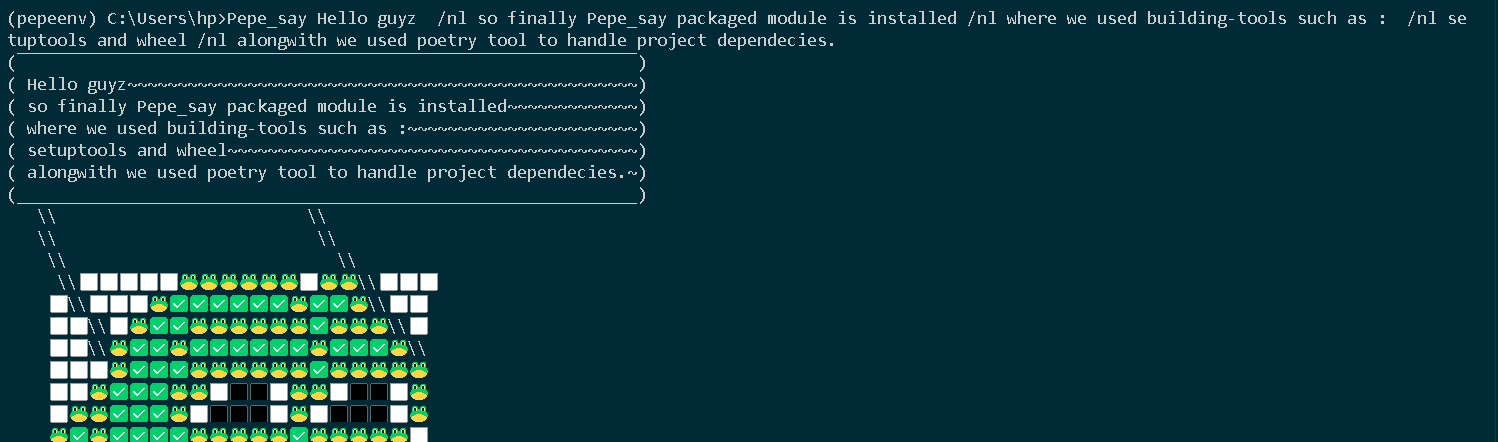 (pepeenv) C:\Users\hp>Pepe_say Hello guyz  /nl so finally Pepe_say packaged module is installed /nl where we used building-tools such as :  /nl se
tuptools and wheel /nl alongwith we used poetry tool to handle project dependecies.
(‾‾‾‾‾‾‾‾‾‾‾‾‾‾‾‾‾‾‾‾‾‾‾‾‾‾‾‾‾‾‾‾‾‾‾‾‾‾‾‾‾‾‾‾‾‾‾‾‾‾‾‾‾‾‾‾‾‾‾‾‾‾)
( Hello guyz~~~~~~~~~~~~~~~~~~~~~~~~~~~~~~~~~~~~~~~~~~~~~~~~~~~)
( so finally Pepe_say packaged module is installed~~~~~~~~~~~~~)
( where we used building-tools such as :~~~~~~~~~~~~~~~~~~~~~~~)
( setuptools and wheel~~~~~~~~~~~~~~~~~~~~~~~~~~~~~~~~~~~~~~~~~)
( alongwith we used poetry tool to handle project dependecies.~)
(______________________________________________________________)
\\ \\
\\ \\
\\ \\
\\ \\
\\ \\
\\ \\
\\ \\